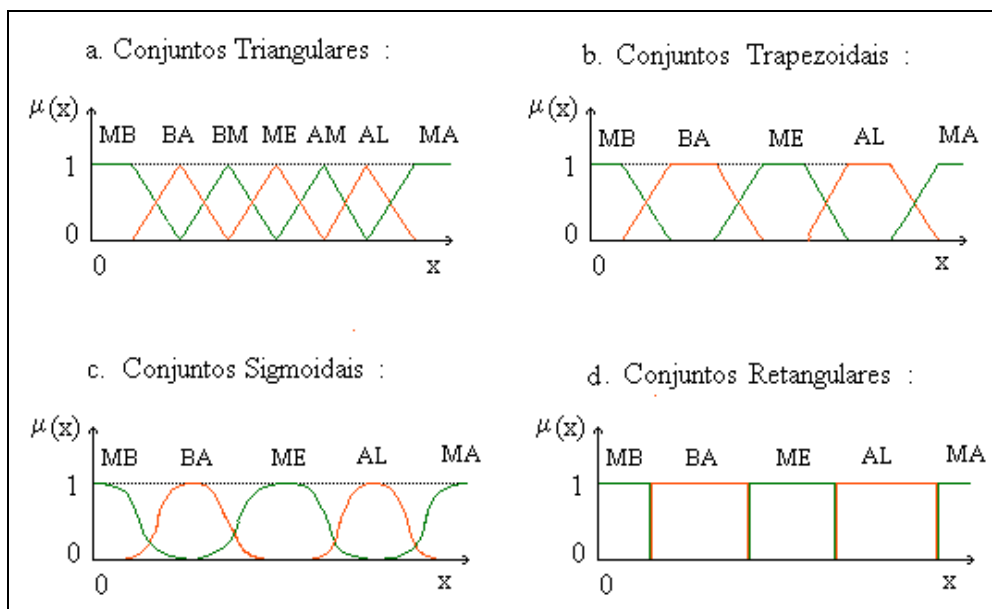 a. Conjuntos Triangulares :
μ(x)
MB BA BM ME AM AL MA
1
0
0
x
b. Conjuntos Trapezoidais :
μ(x)
MB BA ME AL MA
1
0
0
x
c. Conjuntos Sigmoidais :
μ(x)
MB BA ME AL MA
1
0
0
x
d. Conjuntos Retangulares :
μ(x)
MB BA ME AL MA
1
0
0
x